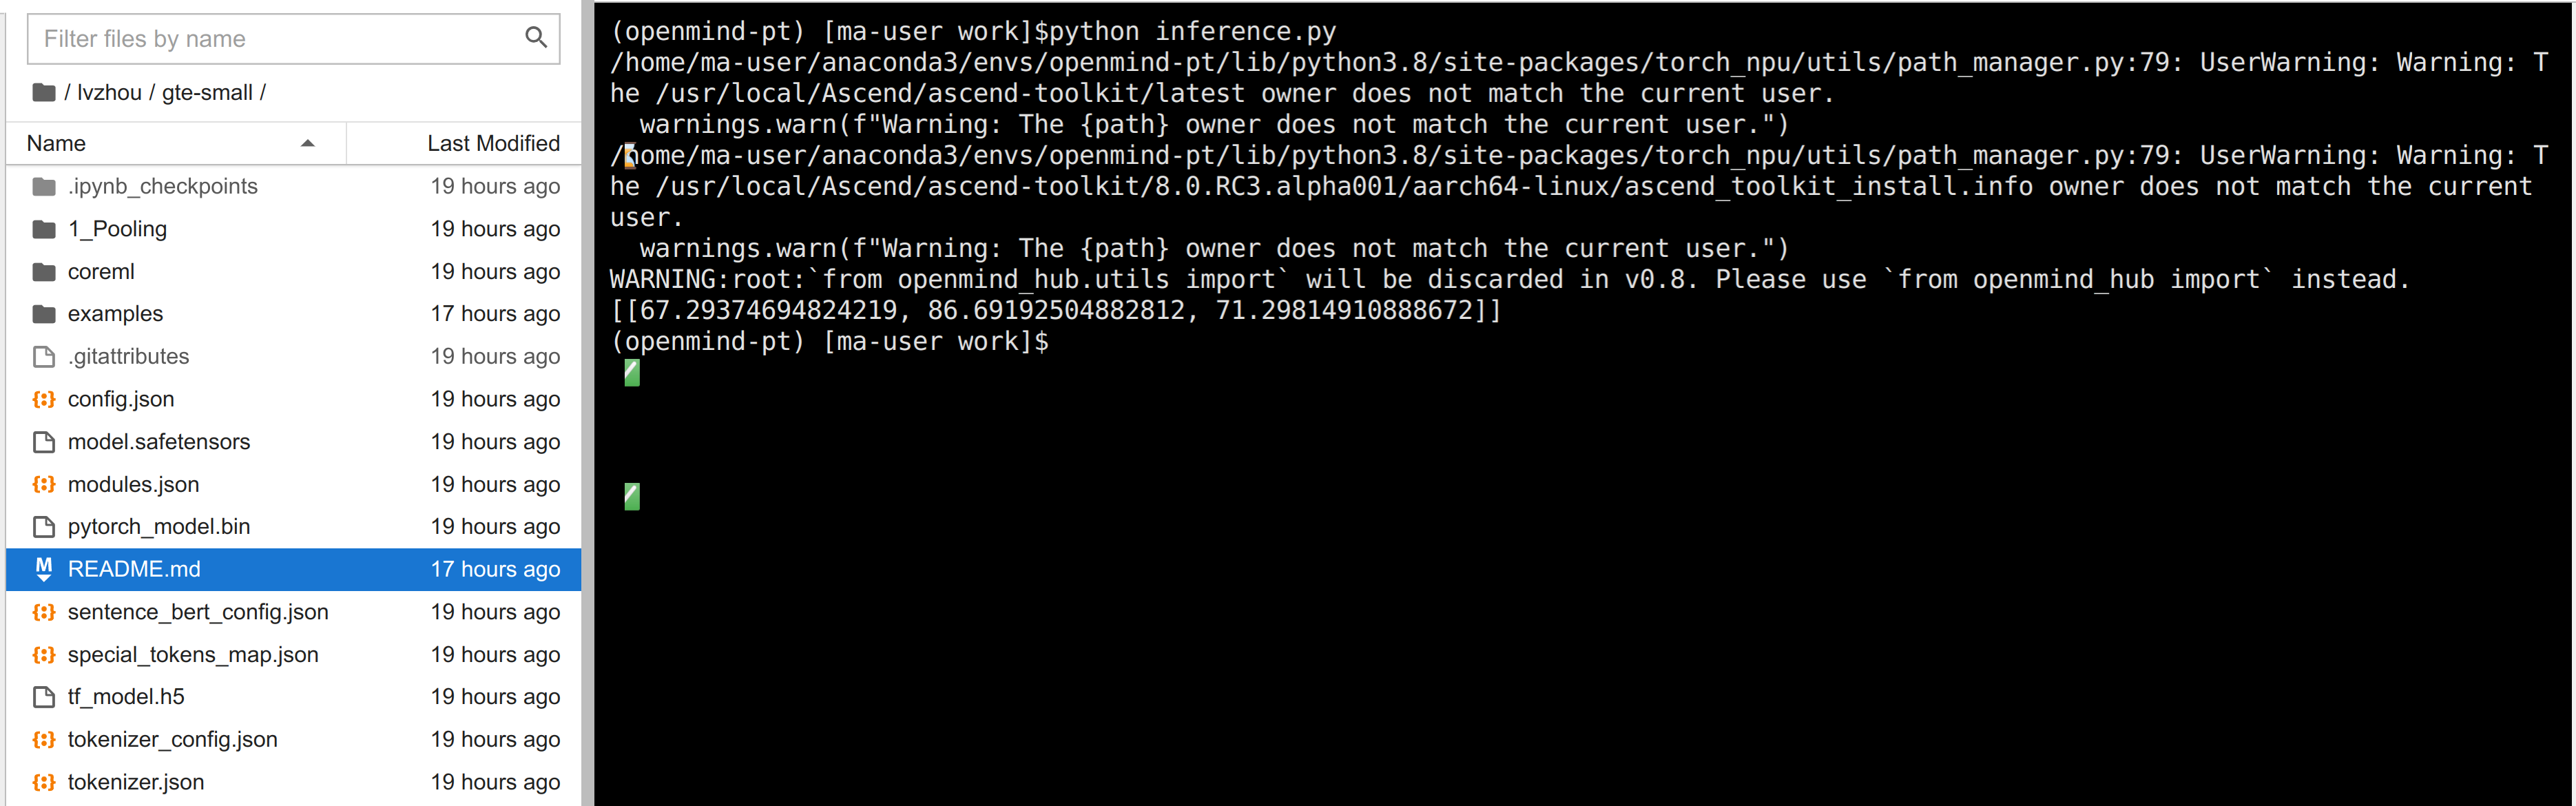 Filter files by name
/ lvzhou / gte-small /
Name Last Modified
.ipynb_checkpoints 19 hours ago
1_Pooling 19 hours ago
coreml 19 hours ago
examples 17 hours ago
.gitattributes 19 hours ago
config.json 19 hours ago
model.safetensors 19 hours ago
modules.json 19 hours ago
pytorch_model.bin 19 hours ago
README.md 17 hours ago
sentence_bert_config.json 19 hours ago
special_tokens_map.json 19 hours ago
tf_model.h5 19 hours ago
tokenizer_config.json 19 hours ago
tokenizer.json 19 hours ago
(openmind-pt) [ma-user work]$python inference.py
/home/ma-user/anaconda3/envs/openmind-pt/lib/python3.8/site-packages/torch_npu/utils/path_manager.py:79: UserWarning: Warning: T
he /usr/local/Ascend/ascend-toolkit/latest owner does not match the current user.
  warnings.warn(f"Warning: The {path} owner does not match the current user.")
/home/ma-user/anaconda3/envs/openmind-pt/lib/python3.8/site-packages/torch_npu/utils/path_manager.py:79: UserWarning: Warning: T
he /usr/local/Ascend/ascend-toolkit/8.0.RC3.alpha001/aarch64-linux/ascend_toolkit_install.info owner does not match the current
user.
  warnings.warn(f"Warning: The {path} owner does not match the current user.")
WARNING:root:`from openmind_hub.utils import` will be discarded in v0.8. Please use `from openmind_hub import` instead.
[[67.29374694824219, 86.69192504882812, 71.29814910888672]]
(openmind-pt) [ma-user work]$